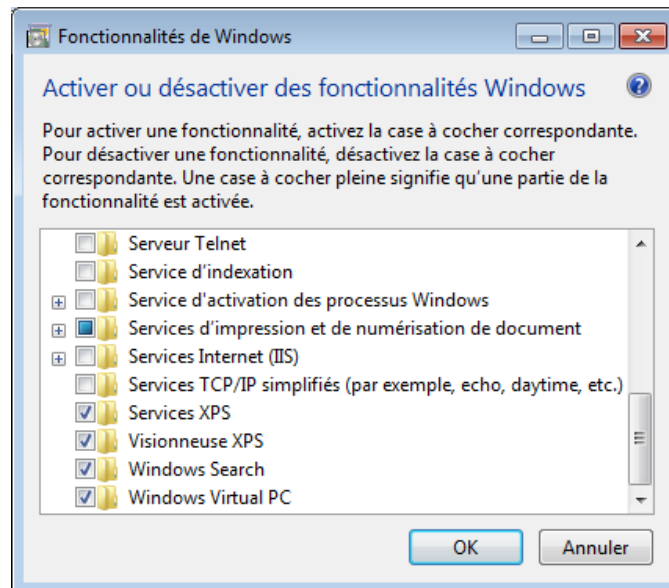 Fonctionnalités de Windows
Activer ou désactiver des fonctionnalités Windows
Pour activer une fonctionnalité, activez la case à cocher correspondante.
Pour désactiver une fonctionnalité, désactivez la case à cocher
correspondante. Une case à cocher pleine signifie qu'une partie de la
fonctionnalité est activée.
Serveur Telnet
Service d'indexation
Service d'activation des processus Windows
Services d'impression et de numérisation de document
Services Internet (IIS)
Services TCP/IP simplifiés (par exemple, echo, daytime, etc.)
Services XPS
Visionneuse XPS
Windows Search
Windows Virtual PC
OK Annuler